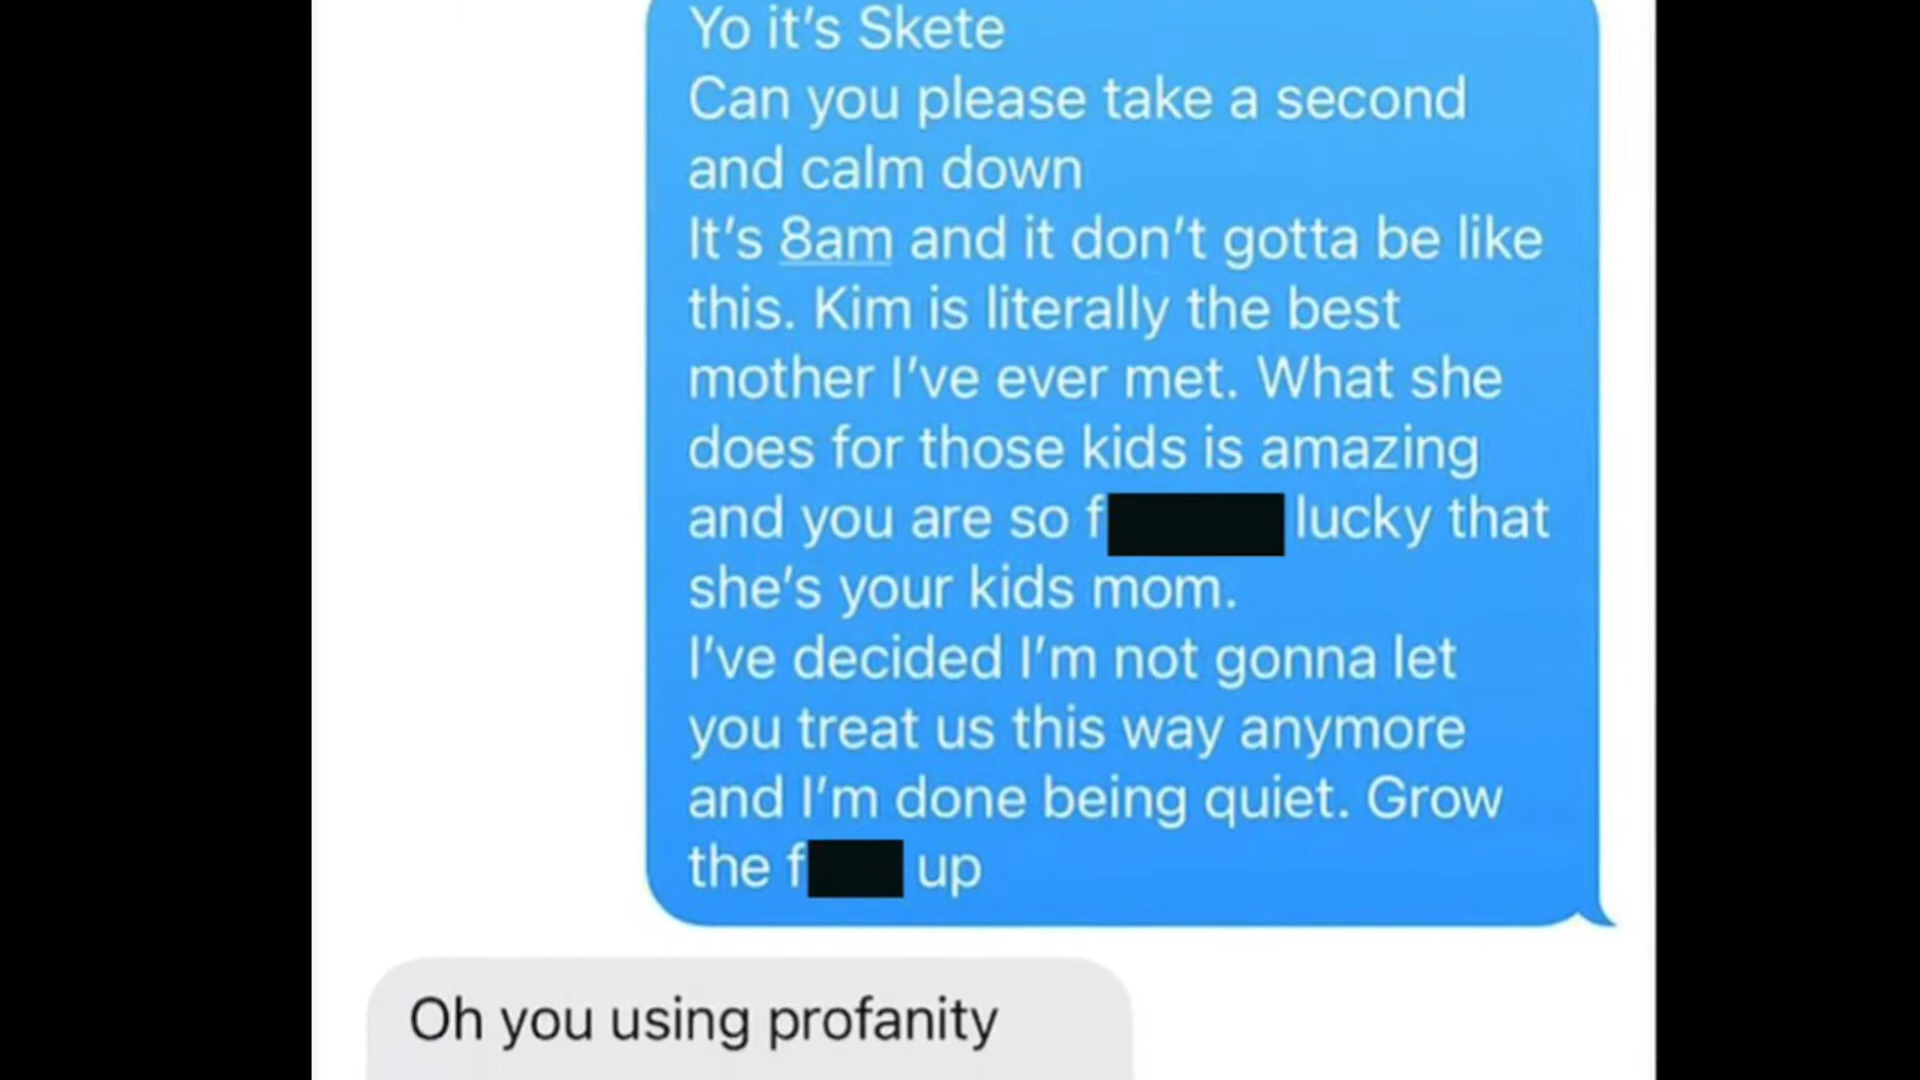 Yo it's Skete
Can you please take a second
and calm down
It's 8am and it don't gotta be like
this. Kim is literally the best
mother I've ever met. What she
does for those kids is amazing
and you are so f lucky that
she's your kids mom.
I've decided I'm not gonna let
you treat us this way anymore
and I'm done being quiet. Grow
the f up
Oh you using profanity